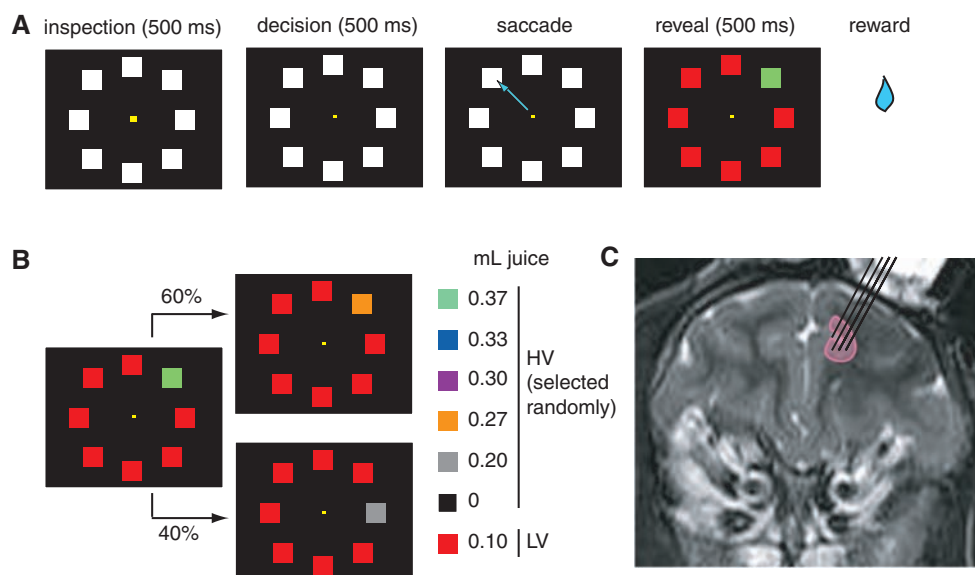 A
inspection (500 ms)
decision (500 ms)
saccade
reveal (500 ms)
reward
B
60%
40%
mL juice
0.37
0.33
0.30
0.27
0.20
0
0.10
HV
(selected
randomly)
LV
C